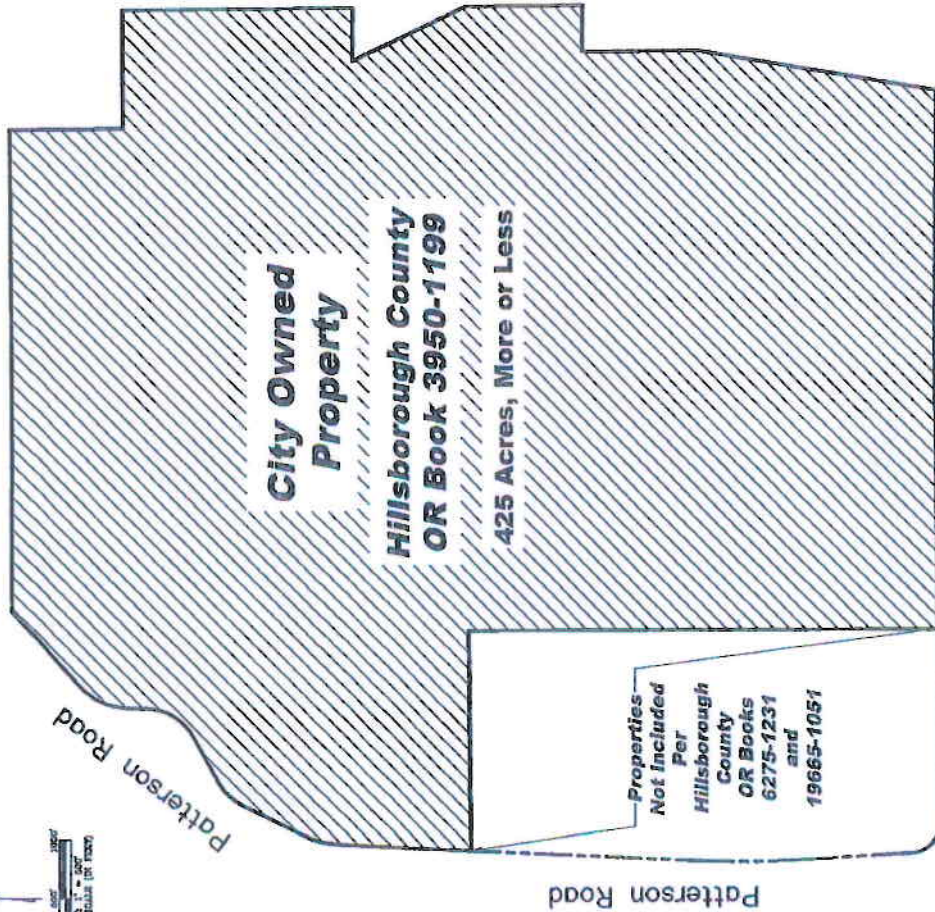 City Owned
Property
Hillsborough County
OR Book 3950-1199
425 Acres, More or Less
Patterson Road
Properties
Not Included
Per
Hillsborough
County
OR Books
6275-1231
and
19665-1051
Patterson Road